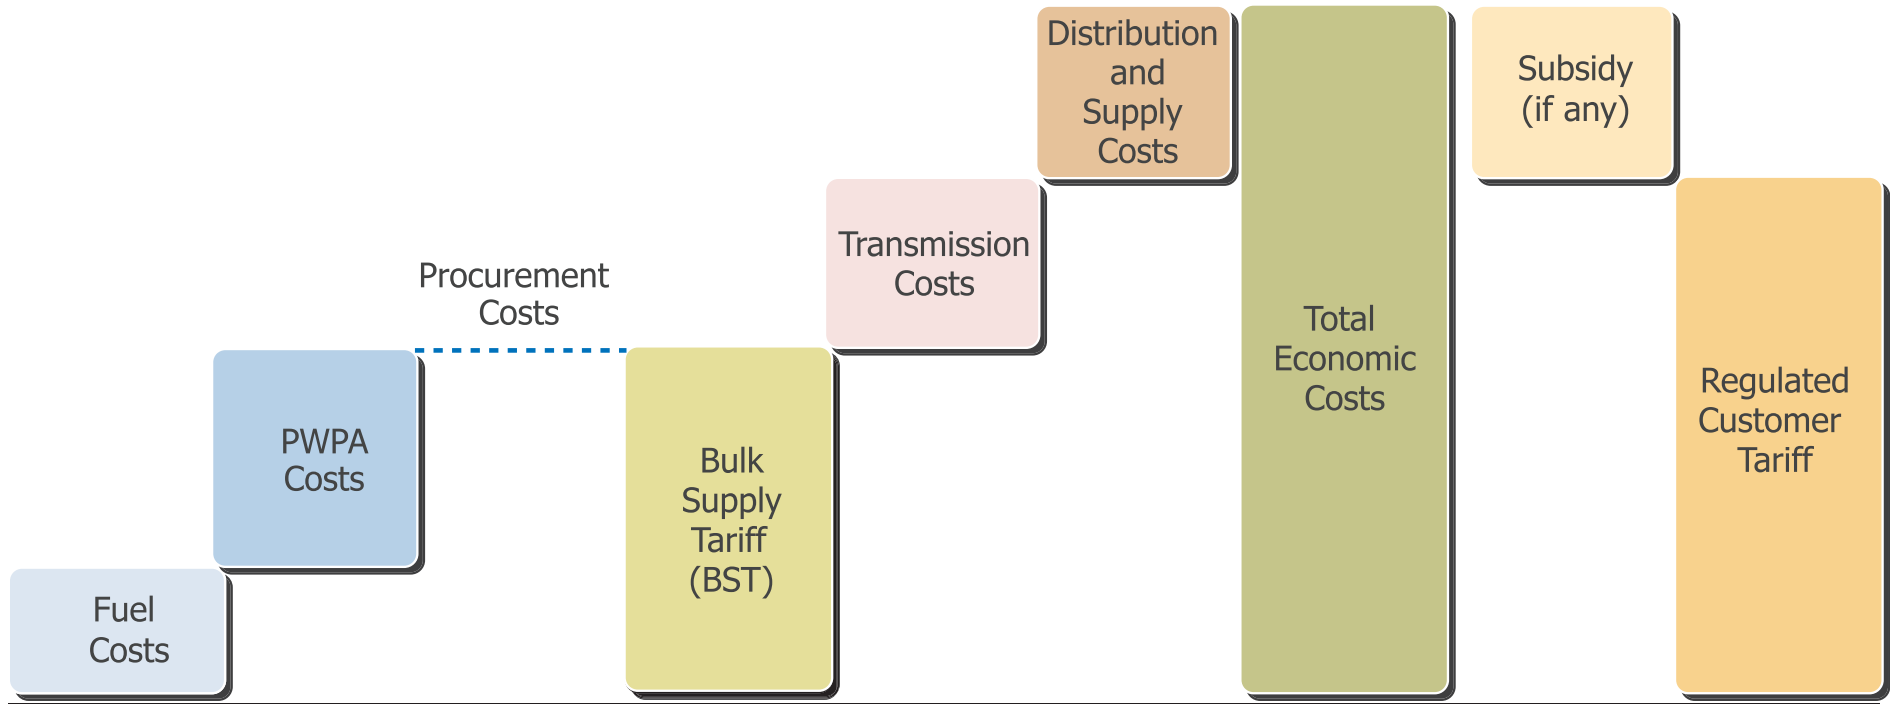 Fuel
Costs
PWPA
Costs
Procurement
Costs
Bulk
Supply
Tariff
(BST)
Transmission
Costs
Distribution
and
Supply
Costs
Total
Economic
Costs
Subsidy
(if any)
Regulated
Customer
Tariff